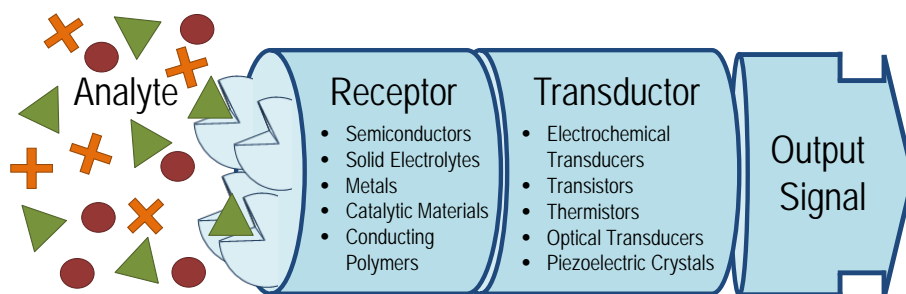 Analyte
Receptor
• Semiconductors
• Solid Electrolytes
• Metals
• Catalytic Materials
• Conducting
Polymers
Transductor
• Electrochemical
Transducers
• Transistors
• Thermistors
• Optical Transducers
• Piezoelectric Crystals
Output
Signal